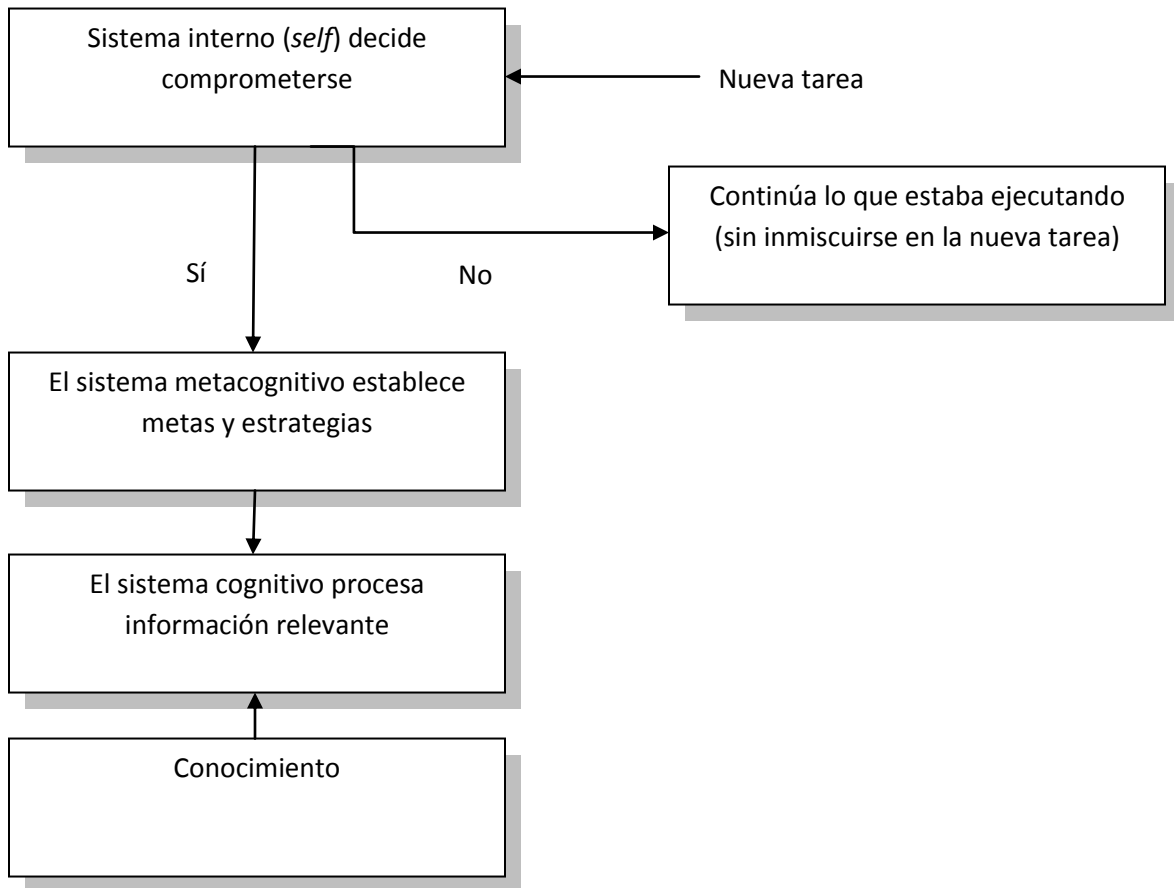 Sistema interno (self) decide
comprometerse
Nueva tarea
Continúa lo que estaba ejecutando
(sin inmiscuirse en la nueva tarea)
Sí
No
El sistema metacognitivo establece
metas y estrategias
El sistema cognitivo procesa
información relevante
Conocimiento